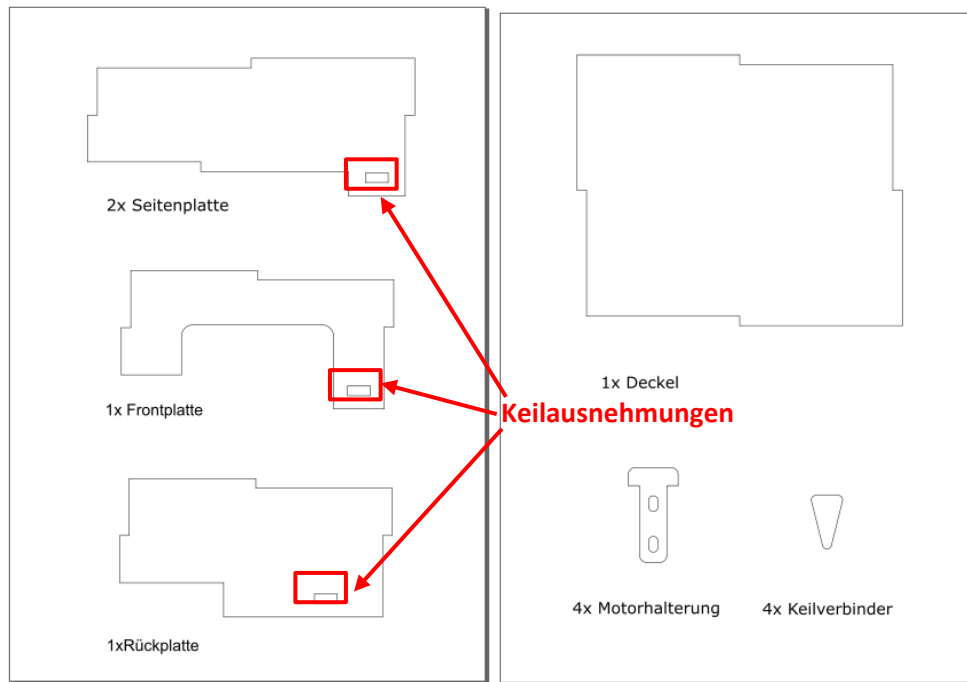 2x Seitenplatte
1x Frontplatte
1xRückplatte
Keilausnehmungen
1x Deckel
4x Motorhalterung
4x Keilverbinder